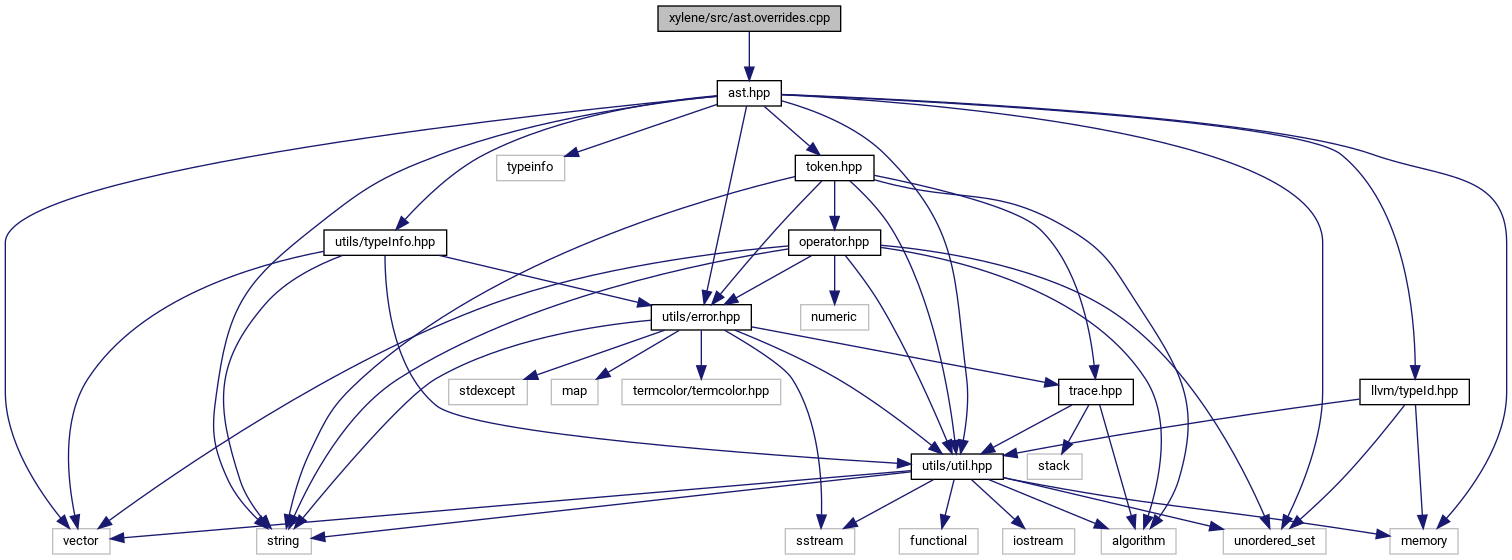 xylene/src/ast.overrides.cpp
ast.hpp
typeinfo
token.hpp
utils/typeInfo.hpp
operator.hpp
utils/error.hpp
numeric
stdexcept
map
termcolor/termcolor.hpp
trace.hpp
llvm/typeId.hpp
utils/util.hpp
stack
vector
string
sstream
functional
iostream
algorithm
unordered_set
memory